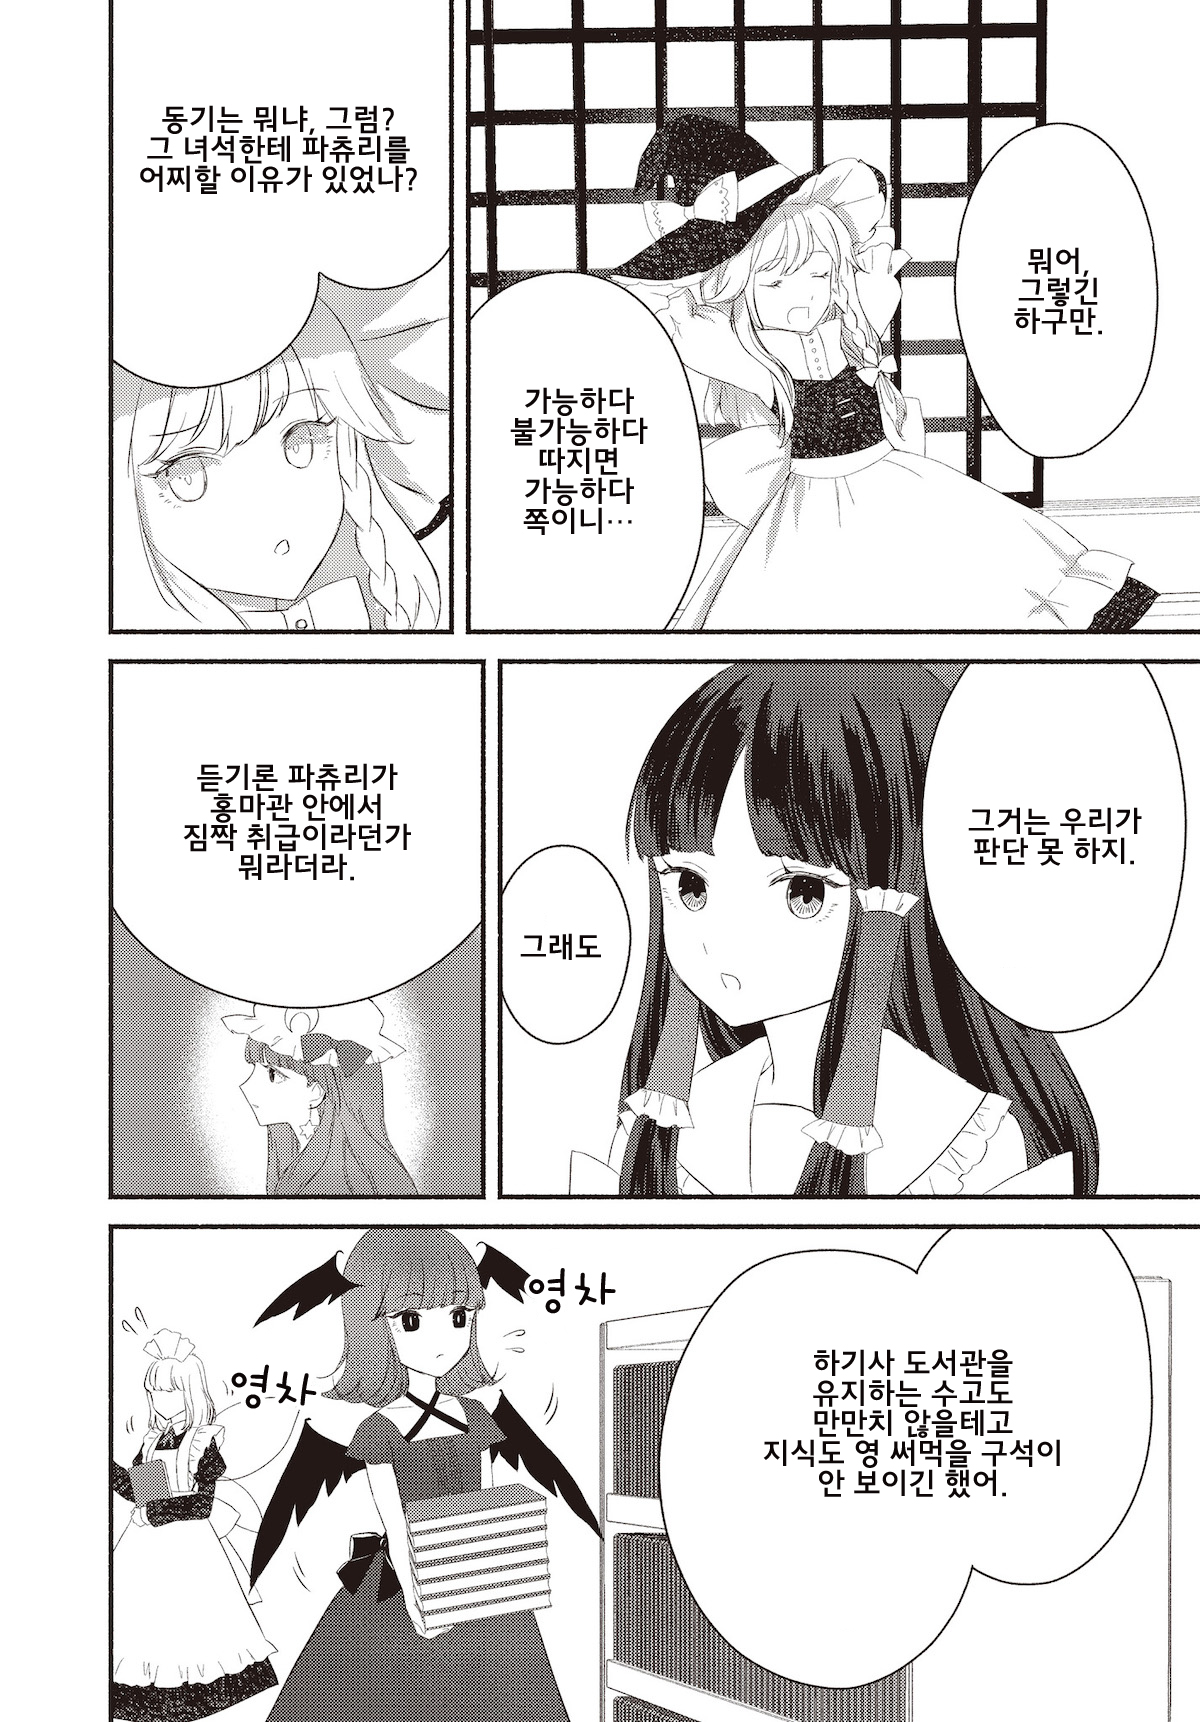 뭐어,
그렇긴
하구만.
가능하다
불가능하다
따지면
가능하다
쪽이니…
동기는 뭐냐, 그럼?
그 녀석한테 파츄리를
어찌할 이유가 있었나?
그거는 우리가
판단 못 하지.
그래도
듣기론 파츄리가
홍마관 안에서
짐짝 취급이라던가
뭐라더라.
하기사 도서관을
유지하는 수고도
만만치 않을테고
지식도 영 써먹을 구석이
안 보이긴 했어.
영차
영차